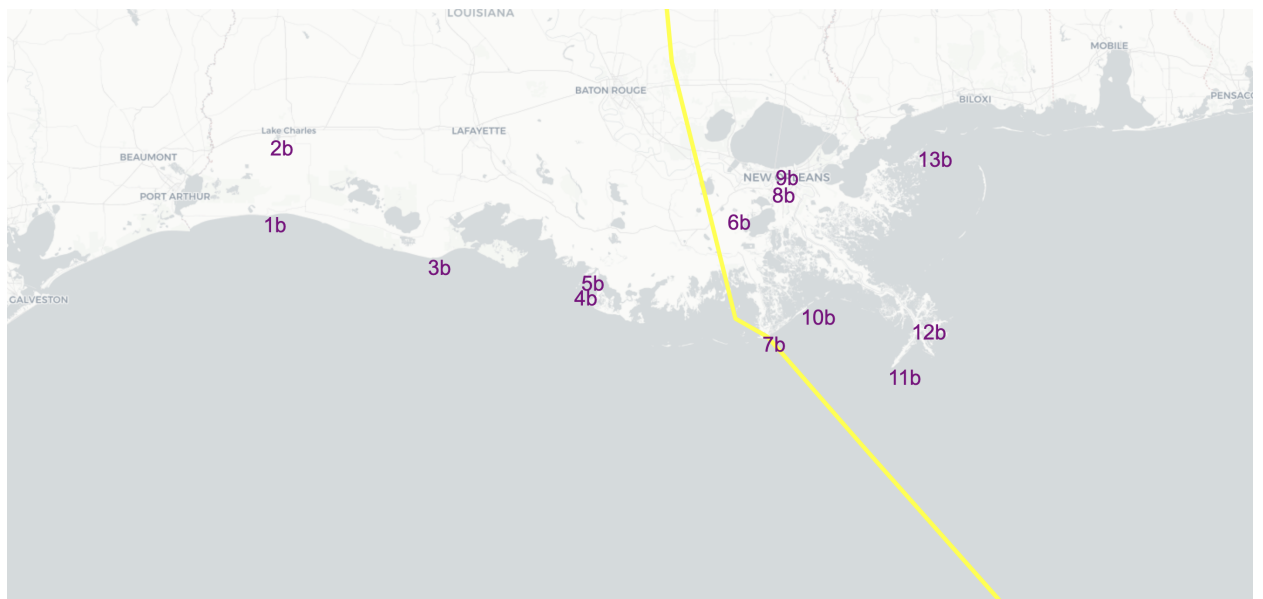 LOUISIANA
MOBILE
BATON ROUGE
PENSACO
BILOXI
Lake Charles
LAFAYETTE
2b
BEAUMONT
13b
NEW ORLEANS
9b
PORT ARTHUR
8b
1b
6b
3b
5b
GALVESTON
4b
10b
12b
7b
11b